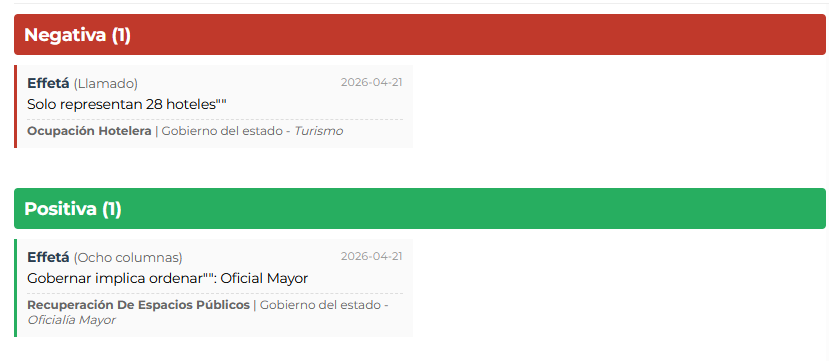 Negativa (1)
Effetá (Llamado) 2026-04-21
Solo representan 28 hoteles""
Ocupación Hotelera | Gobierno del estado - Turismo
Positiva (1)
Effetá (Ocho columnas) 2026-04-21
Gobernar implica ordenar"": Oficial Mayor
Recuperación De Espacios Públicos | Gobierno del estado -
Oficialía Mayor